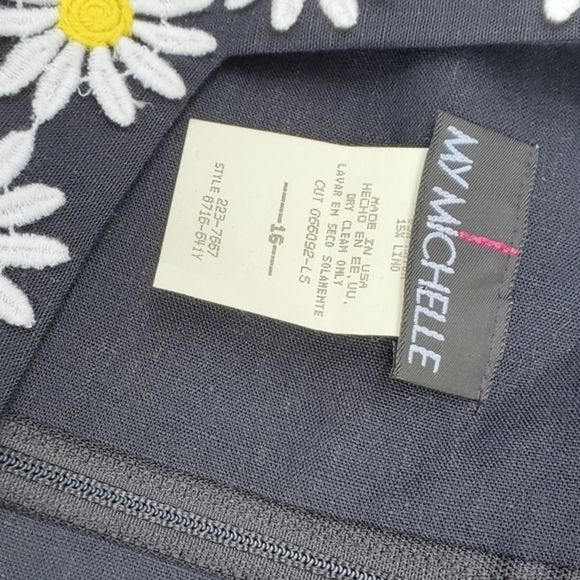 MY MICHELLE
15% LINO
MADE IN USA
HECHO EN EE.UU.
DRY CLEAN ONLY
LAVAR EN SECO SOLAMENTE
CUT 066092-LS
-----16-----
STYLE 223-7667
8716-641Y